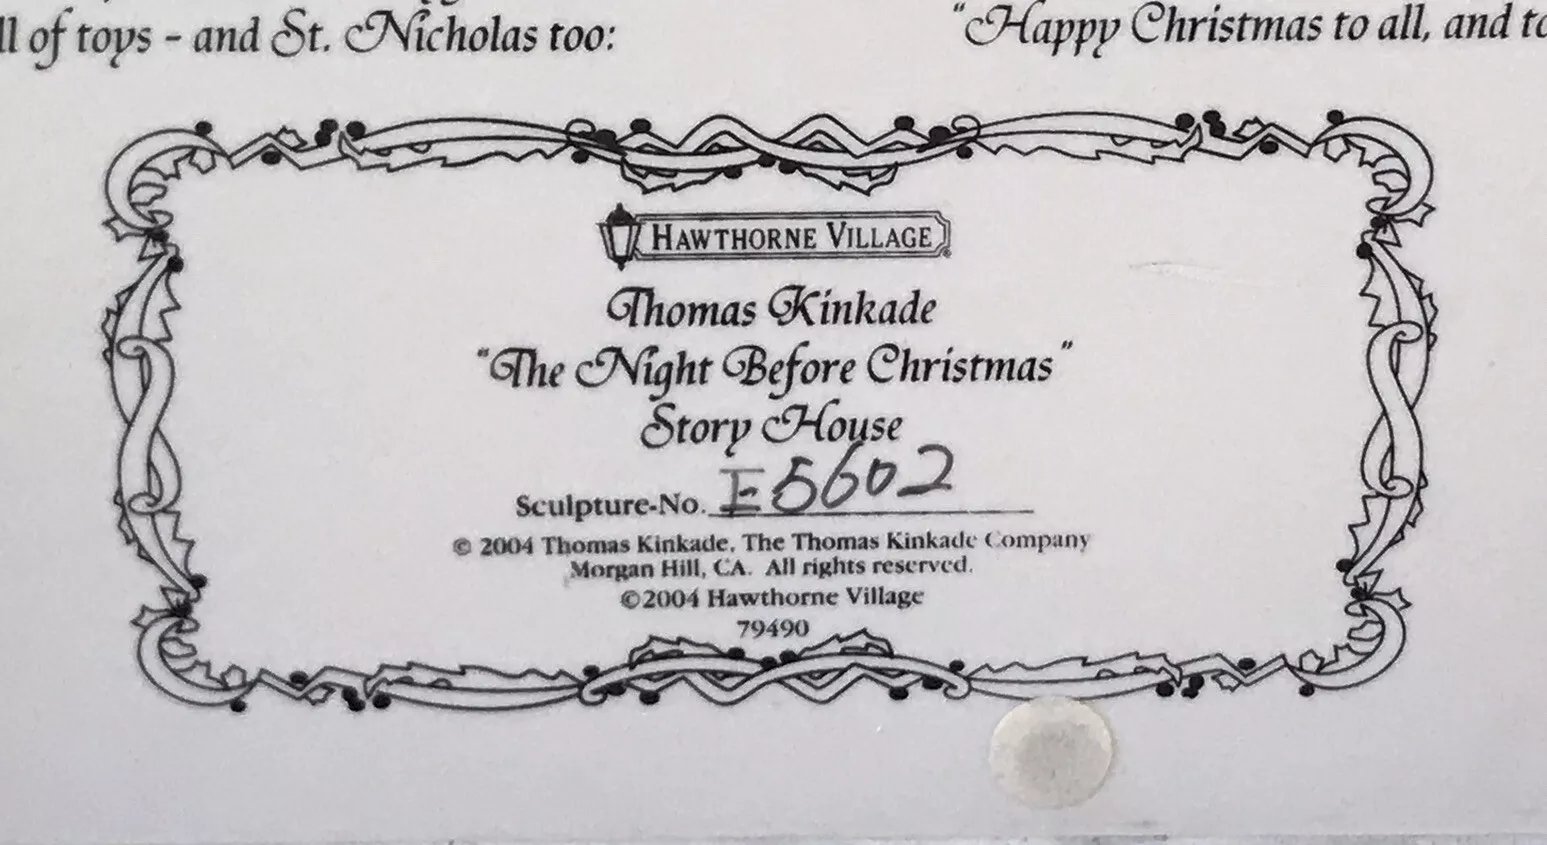 ll of toys - and St. Nicholas too:
"Happy Christmas to all, and to
HAWTHORNE VILLAGE
Thomas Kinkade
"The Night Before Christmas"
Story House
Sculpture-No. E5602
© 2004 Thomas Kinkade, The Thomas Kinkade Company
Morgan Hill, CA. All rights reserved.
©2004 Hawthorne Village
79490